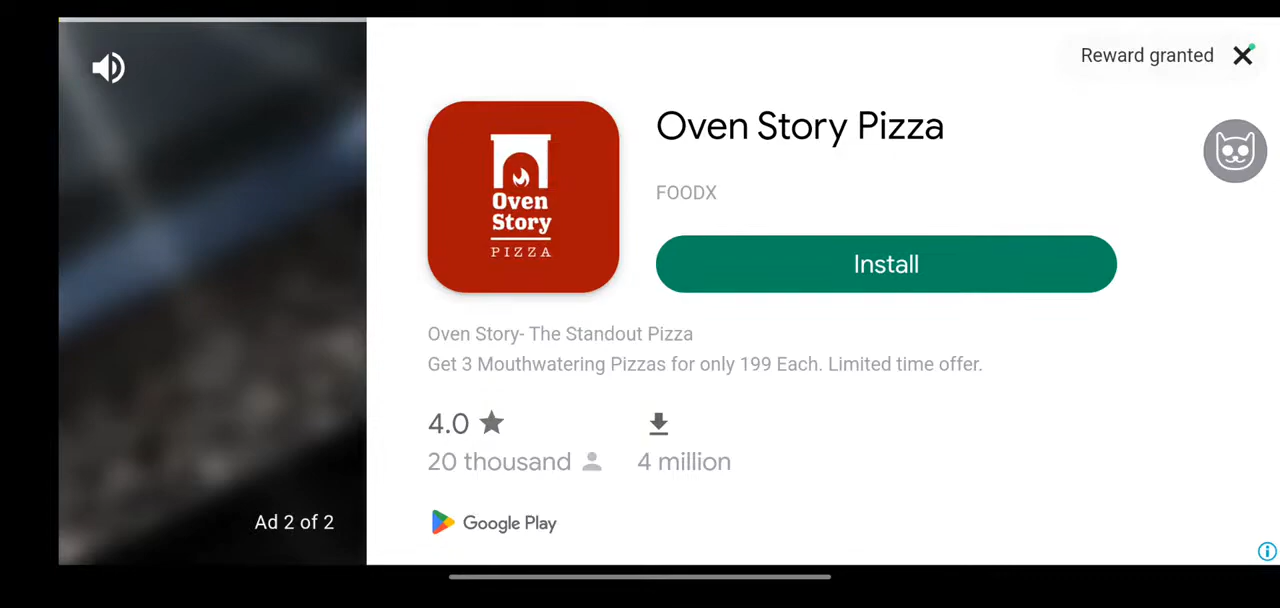 Reward granted
Oven Story Pizza
FOODX
Oven
Story
PIZZA
Install
Oven Story- The Standout Pizza
Get 3 Mouthwatering Pizzas for only 199 Each. Limited time offer.
4.0
20 thousand
4 million
Ad 2 of 2
Google Play